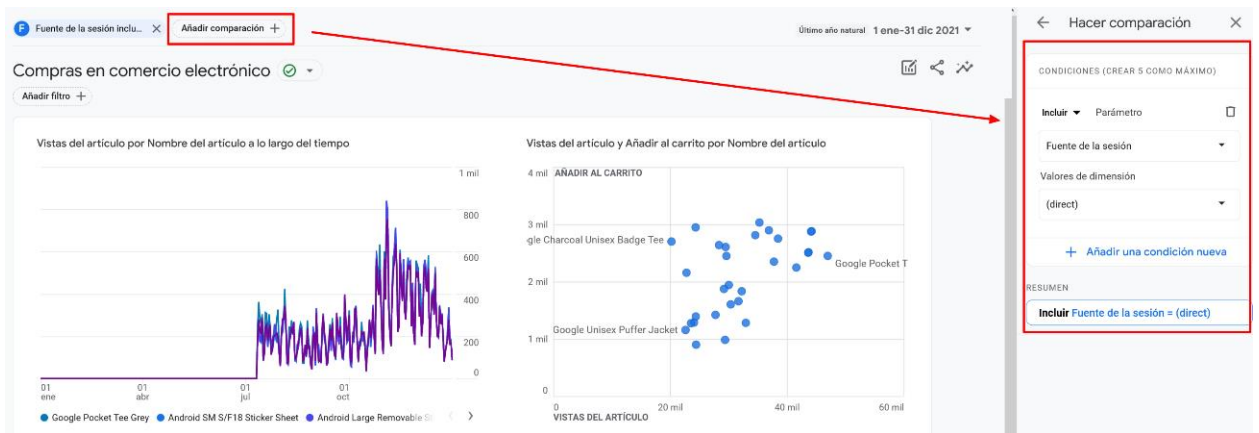 F Fuente de la sesión inclu... X Añadir comparación +
Último año natural 1 ene-31 dic 2021
Compras en comercio electrónico
Añadir filtro +
Vistas del artículo por Nombre del artículo a lo largo del tiempo
1 mil
800
600
400
200
0
01 ene
01 abr
01 jul
01 oct
Google Pocket Tee Grey Android SM S/F18 Sticker Sheet Android Large Removable S
Vistas del artículo y Añadir al carrito por Nombre del artículo
4 mil AÑADIR AL CARRITO
3 mil
gle Charcoal Unisex Badge Tee
Google Pocket T
2 mil
Google Unisex Puffer Jacket
1 mil
0
0 20 mil 40 mil 60 mil
VISTAS DEL ARTÍCULO
Hacer comparación
CONDICIONES (CREAR 5 COMO MÁXIMO)
Incluir Parámetro
Fuente de la sesión
Valores de dimensión
(direct)
+ Añadir una condición nueva
RESUMEN
Incluir Fuente de la sesión = (direct)